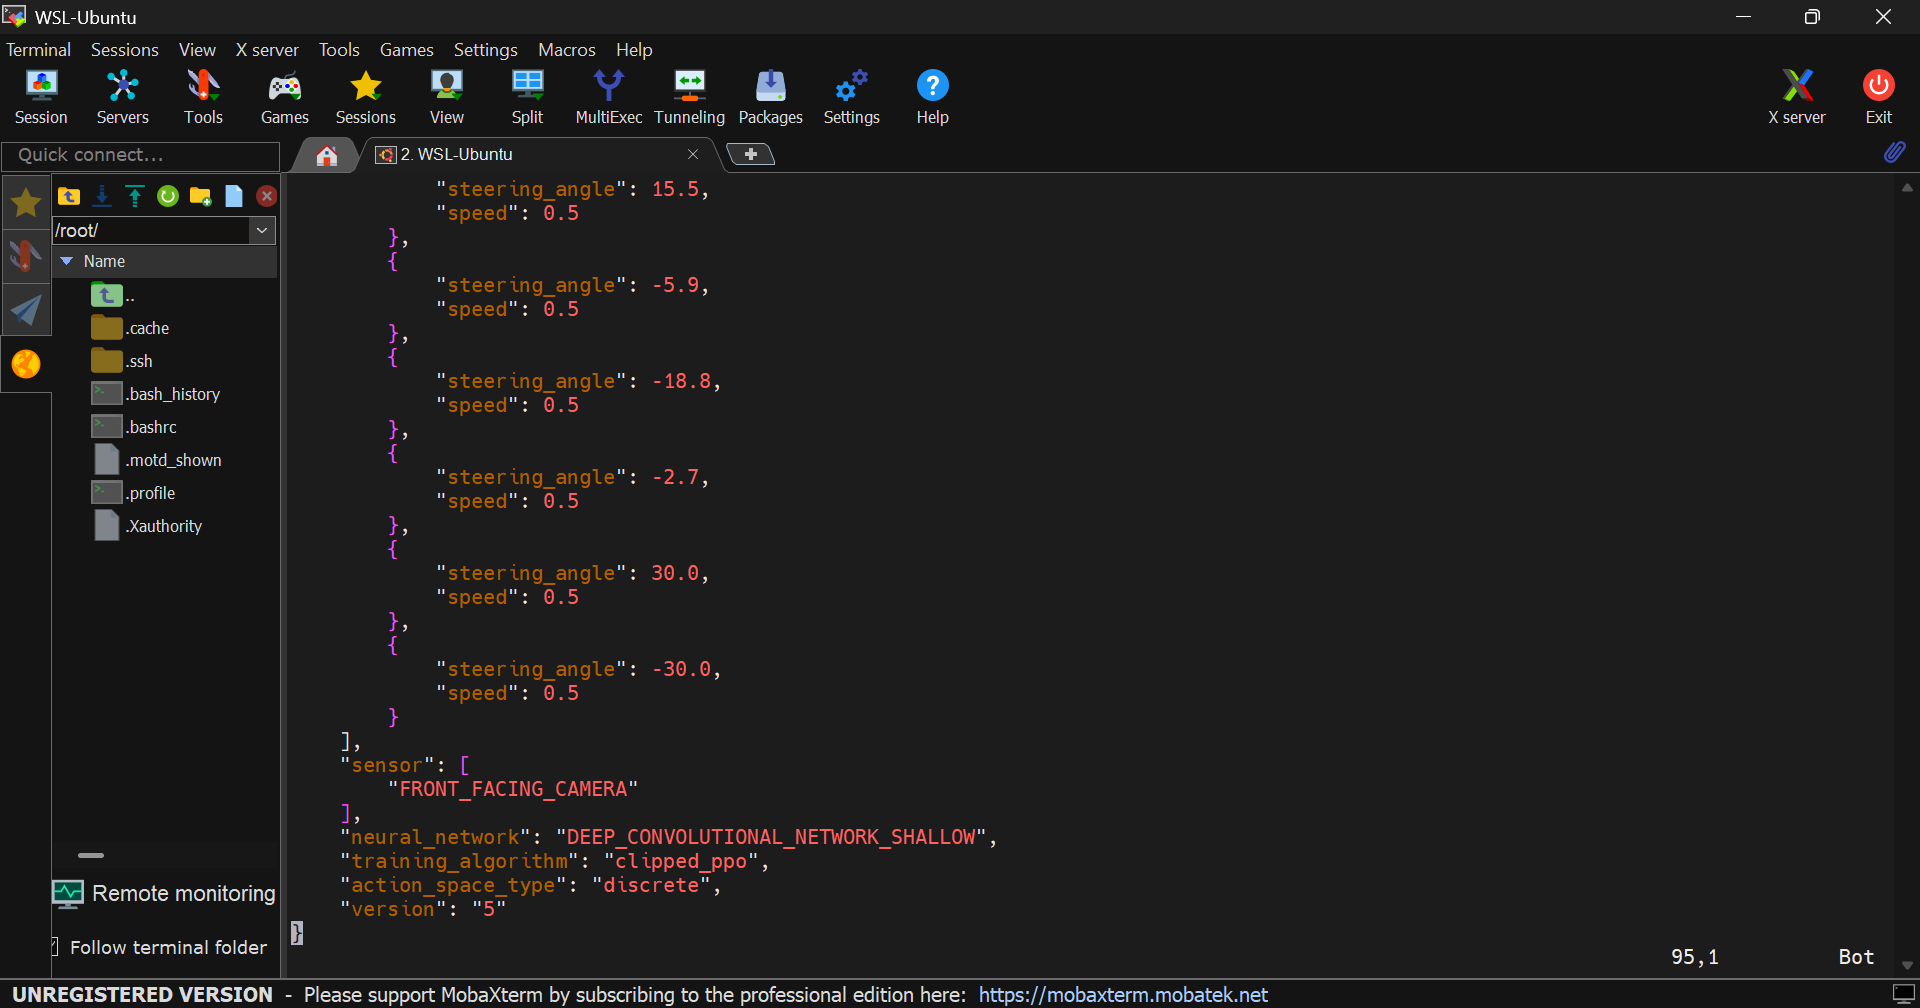 WSL-Ubuntu
Terminal Sessions View X server Tools Games Settings Macros Help
Session Servers Tools Games Sessions View Split MultiExec Tunneling Packages Settings Help X server Exit
Quick connect...
2. WSL-Ubuntu
/root/
Name
..
.cache
.ssh
.bash_history
.bashrc
.motd_shown
.profile
.Xauthority
Remote monitoring
Follow terminal folder
"steering_angle": 15.5,
"speed": 0.5
},
{
"steering_angle": -5.9,
"speed": 0.5
},
{
"steering_angle": -18.8,
"speed": 0.5
},
{
"steering_angle": -2.7,
"speed": 0.5
},
{
"steering_angle": 30.0,
"speed": 0.5
},
{
"steering_angle": -30.0,
"speed": 0.5
}
],
"sensor": [
"FRONT_FACING_CAMERA"
],
"neural_network": "DEEP_CONVOLUTIONAL_NETWORK_SHALLOW",
"training_algorithm": "clipped_ppo",
"action_space_type": "discrete",
"version": "5"
}
95,1 Bot
UNREGISTERED VERSION - Please support MobaXterm by subscribing to the professional edition here: https://mobaxterm.mobatek.net